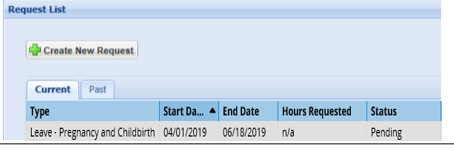 Request List
Create New Request
Current Past
Type Start Da... End Date Hours Requested Status
Leave - Pregnancy and Childbirth 04/01/2019 06/18/2019 n/a Pending